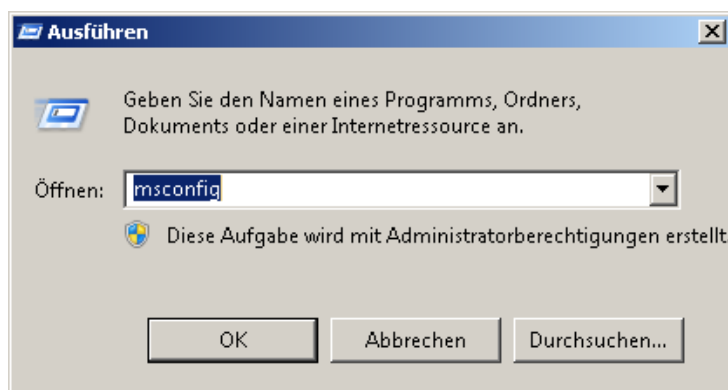 Ausführen
Geben Sie den Namen eines Programms, Ordners,
Dokuments oder einer Internetressource an.
Öffnen: msconfig
Diese Aufgabe wird mit Administratorberechtigungen erstellt
OK Abbrechen Durchsuchen...